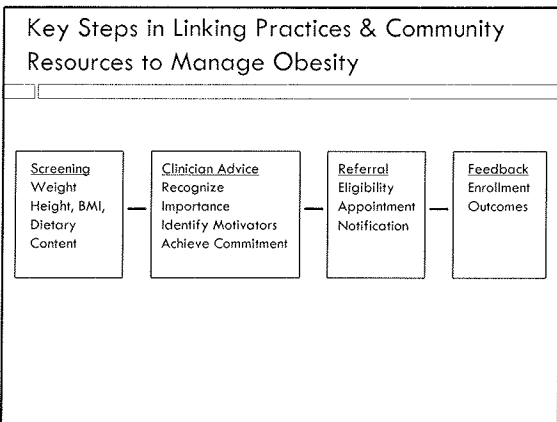 Key Steps in Linking Practices & Community
Resources to Manage Obesity
Screening
Weight
Height, BMI,
Dietary
Content
Clinician Advice
Recognize
Importance
Identify Motivators
Achieve Commitment
Referral
Eligibility
Appointment
Notification
Feedback
Enrollment
Outcomes